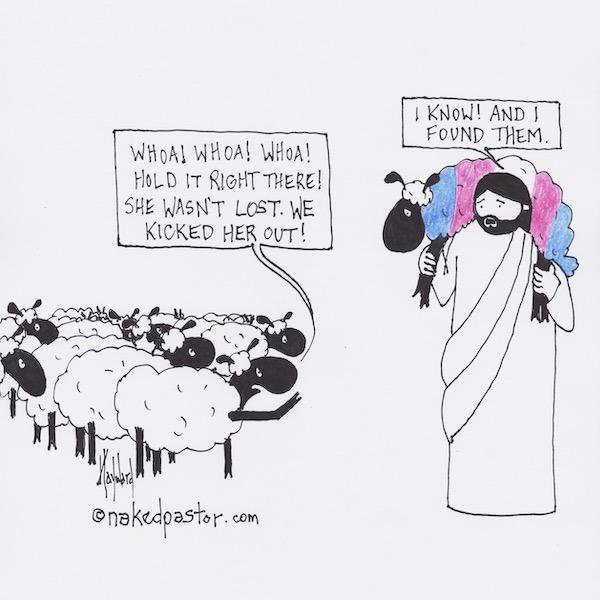 WHOA! WHOA! WHOA!
HOLD IT RIGHT THERE!
SHE WASN'T LOST. WE
KICKED HER OUT!
I KNOW! AND I
FOUND THEM.
Hayward
©nakedpastor.com